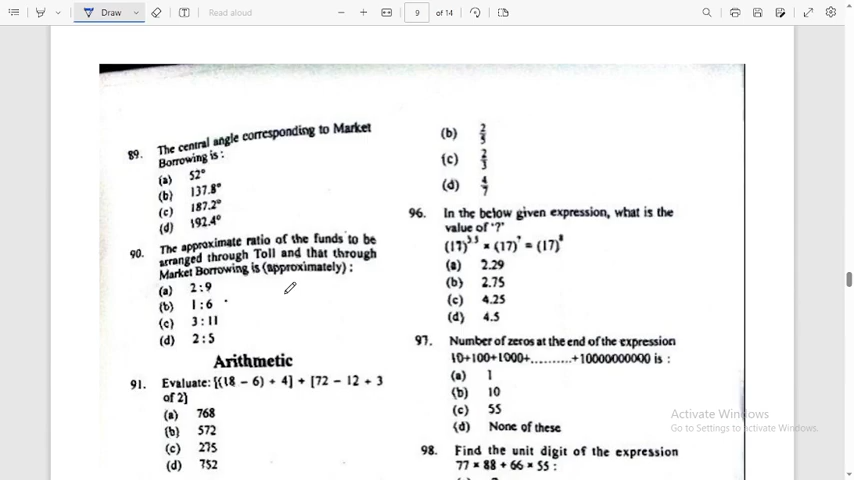 Draw
Read aloud
9 of 14
89. The central angle corresponding to Market
Borrowing is :
(a) 52°
(b) 137.8°
(c) 187.2°
(d) 192.4°
90. The approximate ratio of the funds to be
arranged through Toll and that through
Market Borrowing is (approximately) :
(a) 2 : 9
(b) 1 : 6
(c) 3 : 11
(d) 2 : 5
Arithmetic
91. Evaluate: [(18 − 6) ÷ 4] + [72 − 12 ÷ 3
of 2]
(a) 768
(b) 572
(c) 275
(d) 752
(b) 2/5
(c) 2/3
(d) 4/7
96. In the below given expression, what is the
value of '?'
(17)^3.5 × (17)^? = (17)^8
(a) 2.29
(b) 2.75
(c) 4.25
(d) 4.5
97. Number of zeros at the end of the expression
10+100+1000+..........+10000000000 is :
(a) 1
(b) 10
(c) 55
(d) None of these
98. Find the unit digit of the expression
77 × 88 + 66 × 55 :
Activate Windows
Go to Settings to activate Windows.